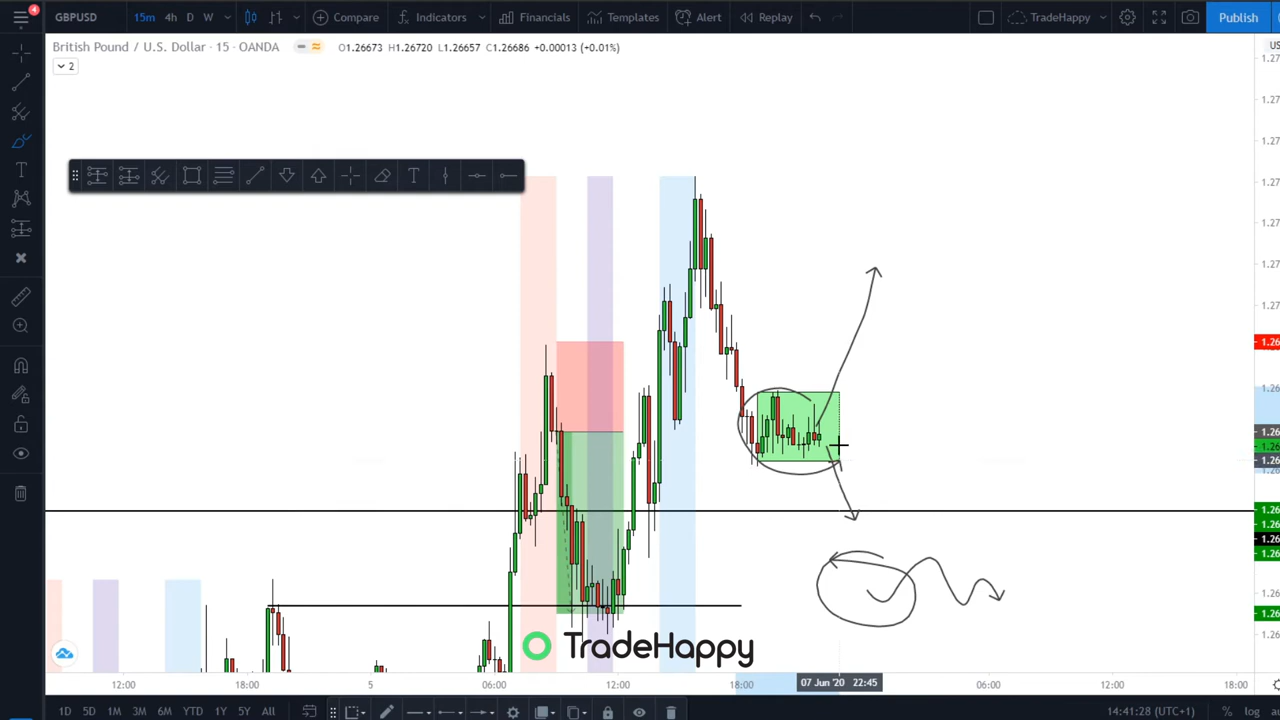 4
GBPUSD 15m 4h D W Compare Indicators Financials Templates Alert Replay TradeHappy Publish
British Pound / U.S. Dollar · 15 · OANDA O1.26673 H1.26720 L1.26657 C1.26686 +0.00013 (+0.01%)
2
TradeHappy
12:00 18:00 5 06:00 12:00 18:00 07 Jun '20 22:45 06:00 12:00 18:00
1D 5D 1M 3M 6M YTD 1Y 5Y All 14:41:28 (UTC+1) % log